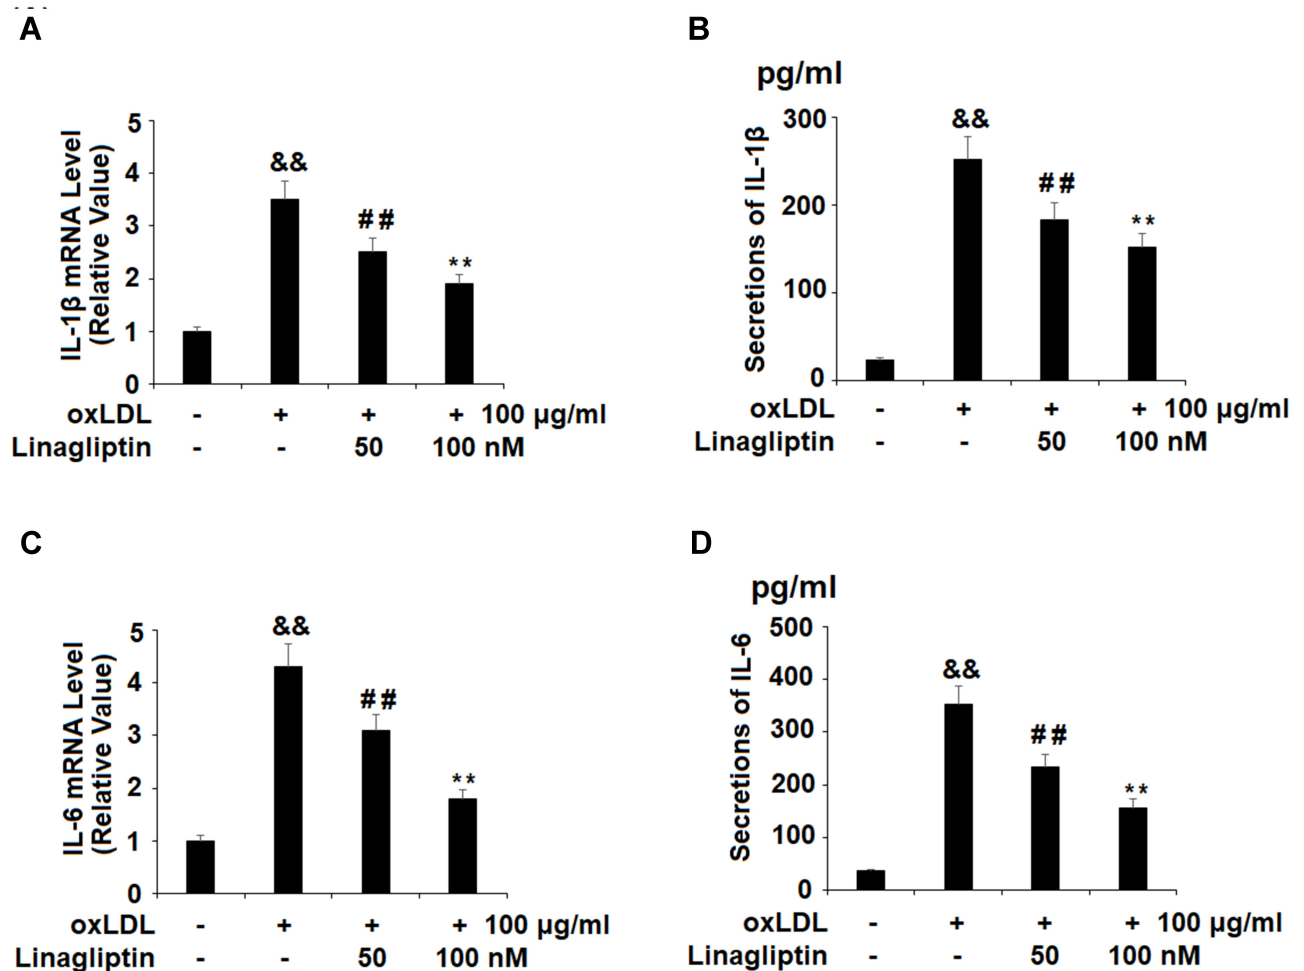 A
IL-1β mRNA Level
(Relative Value)
5
4
3
2
1
0
&&
##
**
oxLDL - + + + 100 µg/ml
Linagliptin - - 50 100 nM
B
pg/ml
Secretions of IL-1β
300
200
100
0
&&
##
**
oxLDL - + + + 100 µg/ml
Linagliptin - - 50 100 nM
C
IL-6 mRNA Level
(Relative Value)
5
4
3
2
1
0
&&
##
**
oxLDL - + + + 100 µg/ml
Linagliptin - - 50 100 nM
D
pg/ml
Secretions of IL-6
500
400
300
200
100
0
&&
##
**
oxLDL - + + + 100 µg/ml
Linagliptin - - 50 100 nM